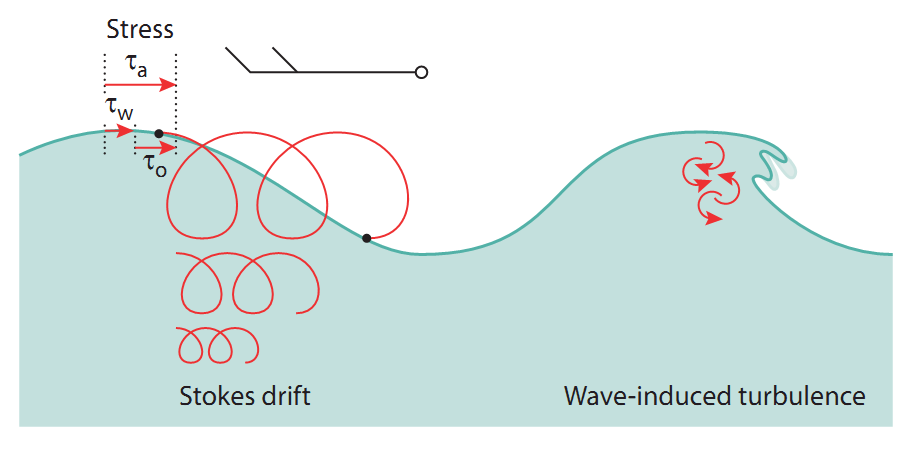 Stress
τa
τw
τo
Stokes drift
Wave-induced turbulence